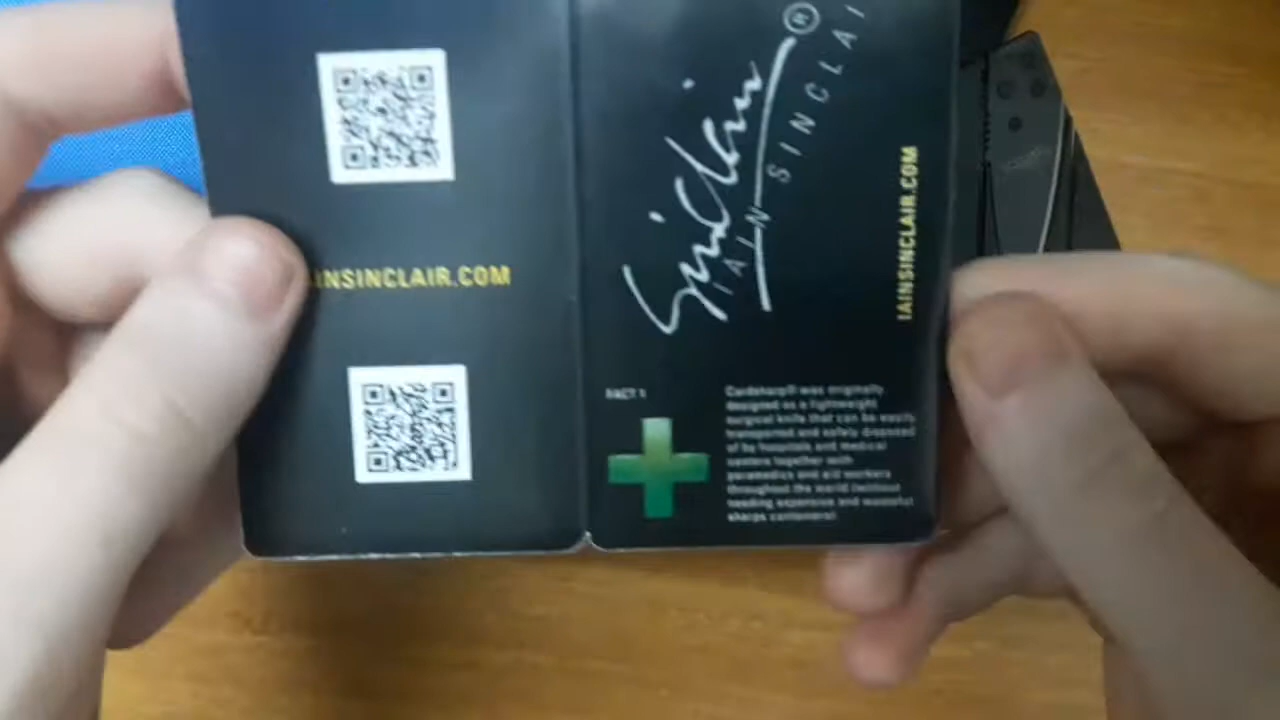 IAINSINCLAIR.COM
Sinclair®
IAIN SINCLAI
IAINSINCLAIR.COM
FACT 1
Cardsharp® was originally
designed as a lightweight
surgical knife that can be easily
transported and safely disposed
of by hospitals and medical
centers together with
paramedics and aid workers
throughout the world (without
needing expensive and wasteful
sharps containers)